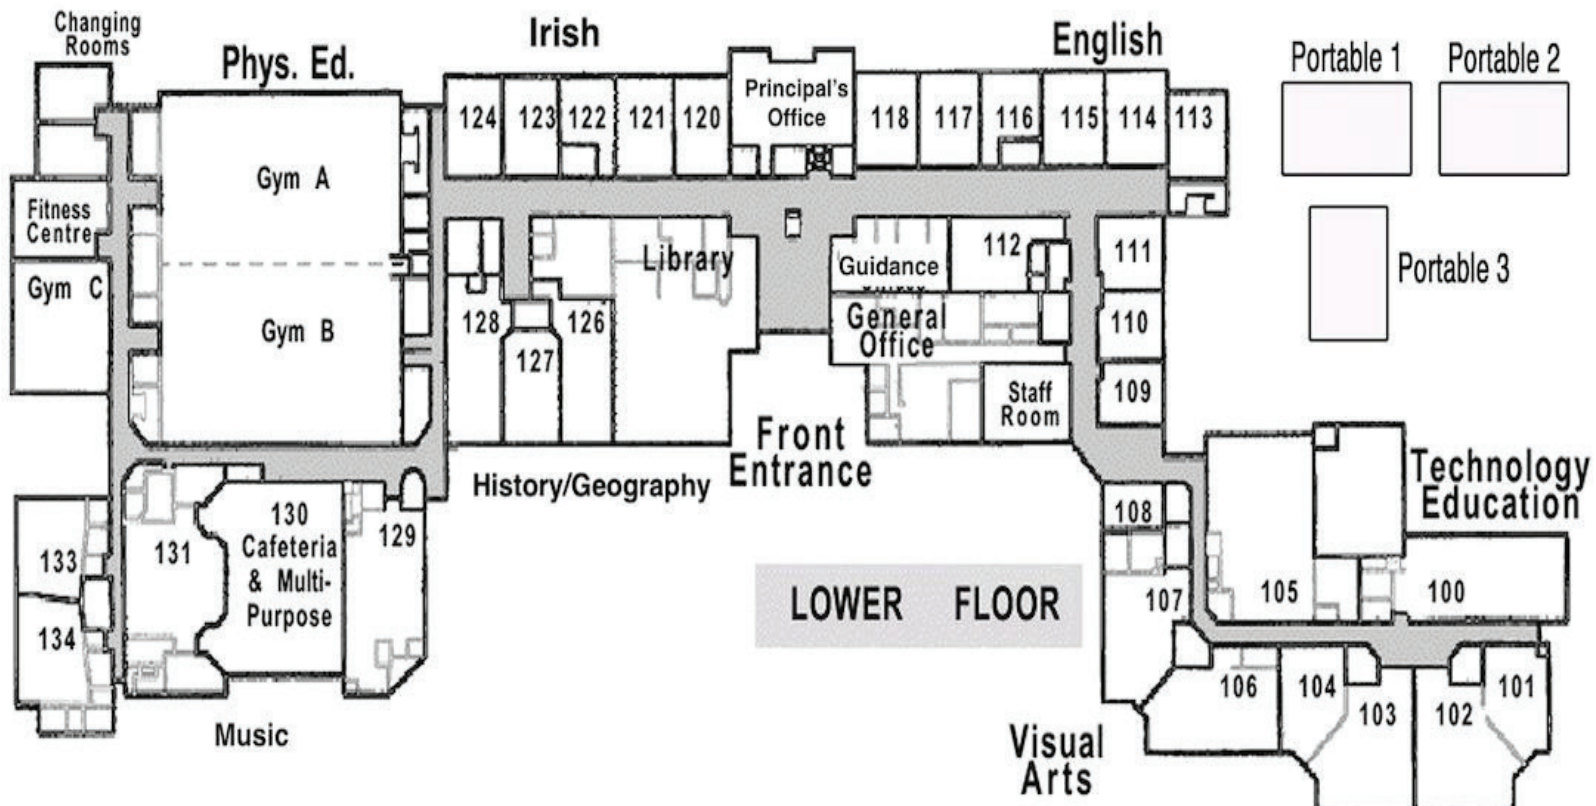 Changing
Rooms
Phys. Ed.
Irish
English
Portable 1
Portable 2
124
123
122
121
120
Principal's
Office
118
117
116
115
114
113
Gym A
Fitness
Centre
Library
Guidance
112
111
Portable 3
Gym C
Gym B
128
126
127
General
Office
110
109
Staff
Room
Front
Entrance
History/Geography
Technology
Education
130
Cafeteria
& Multi-
Purpose
129
131
133
134
108
107
105
100
LOWER FLOOR
106
104
103
102
101
Music
Visual
Arts